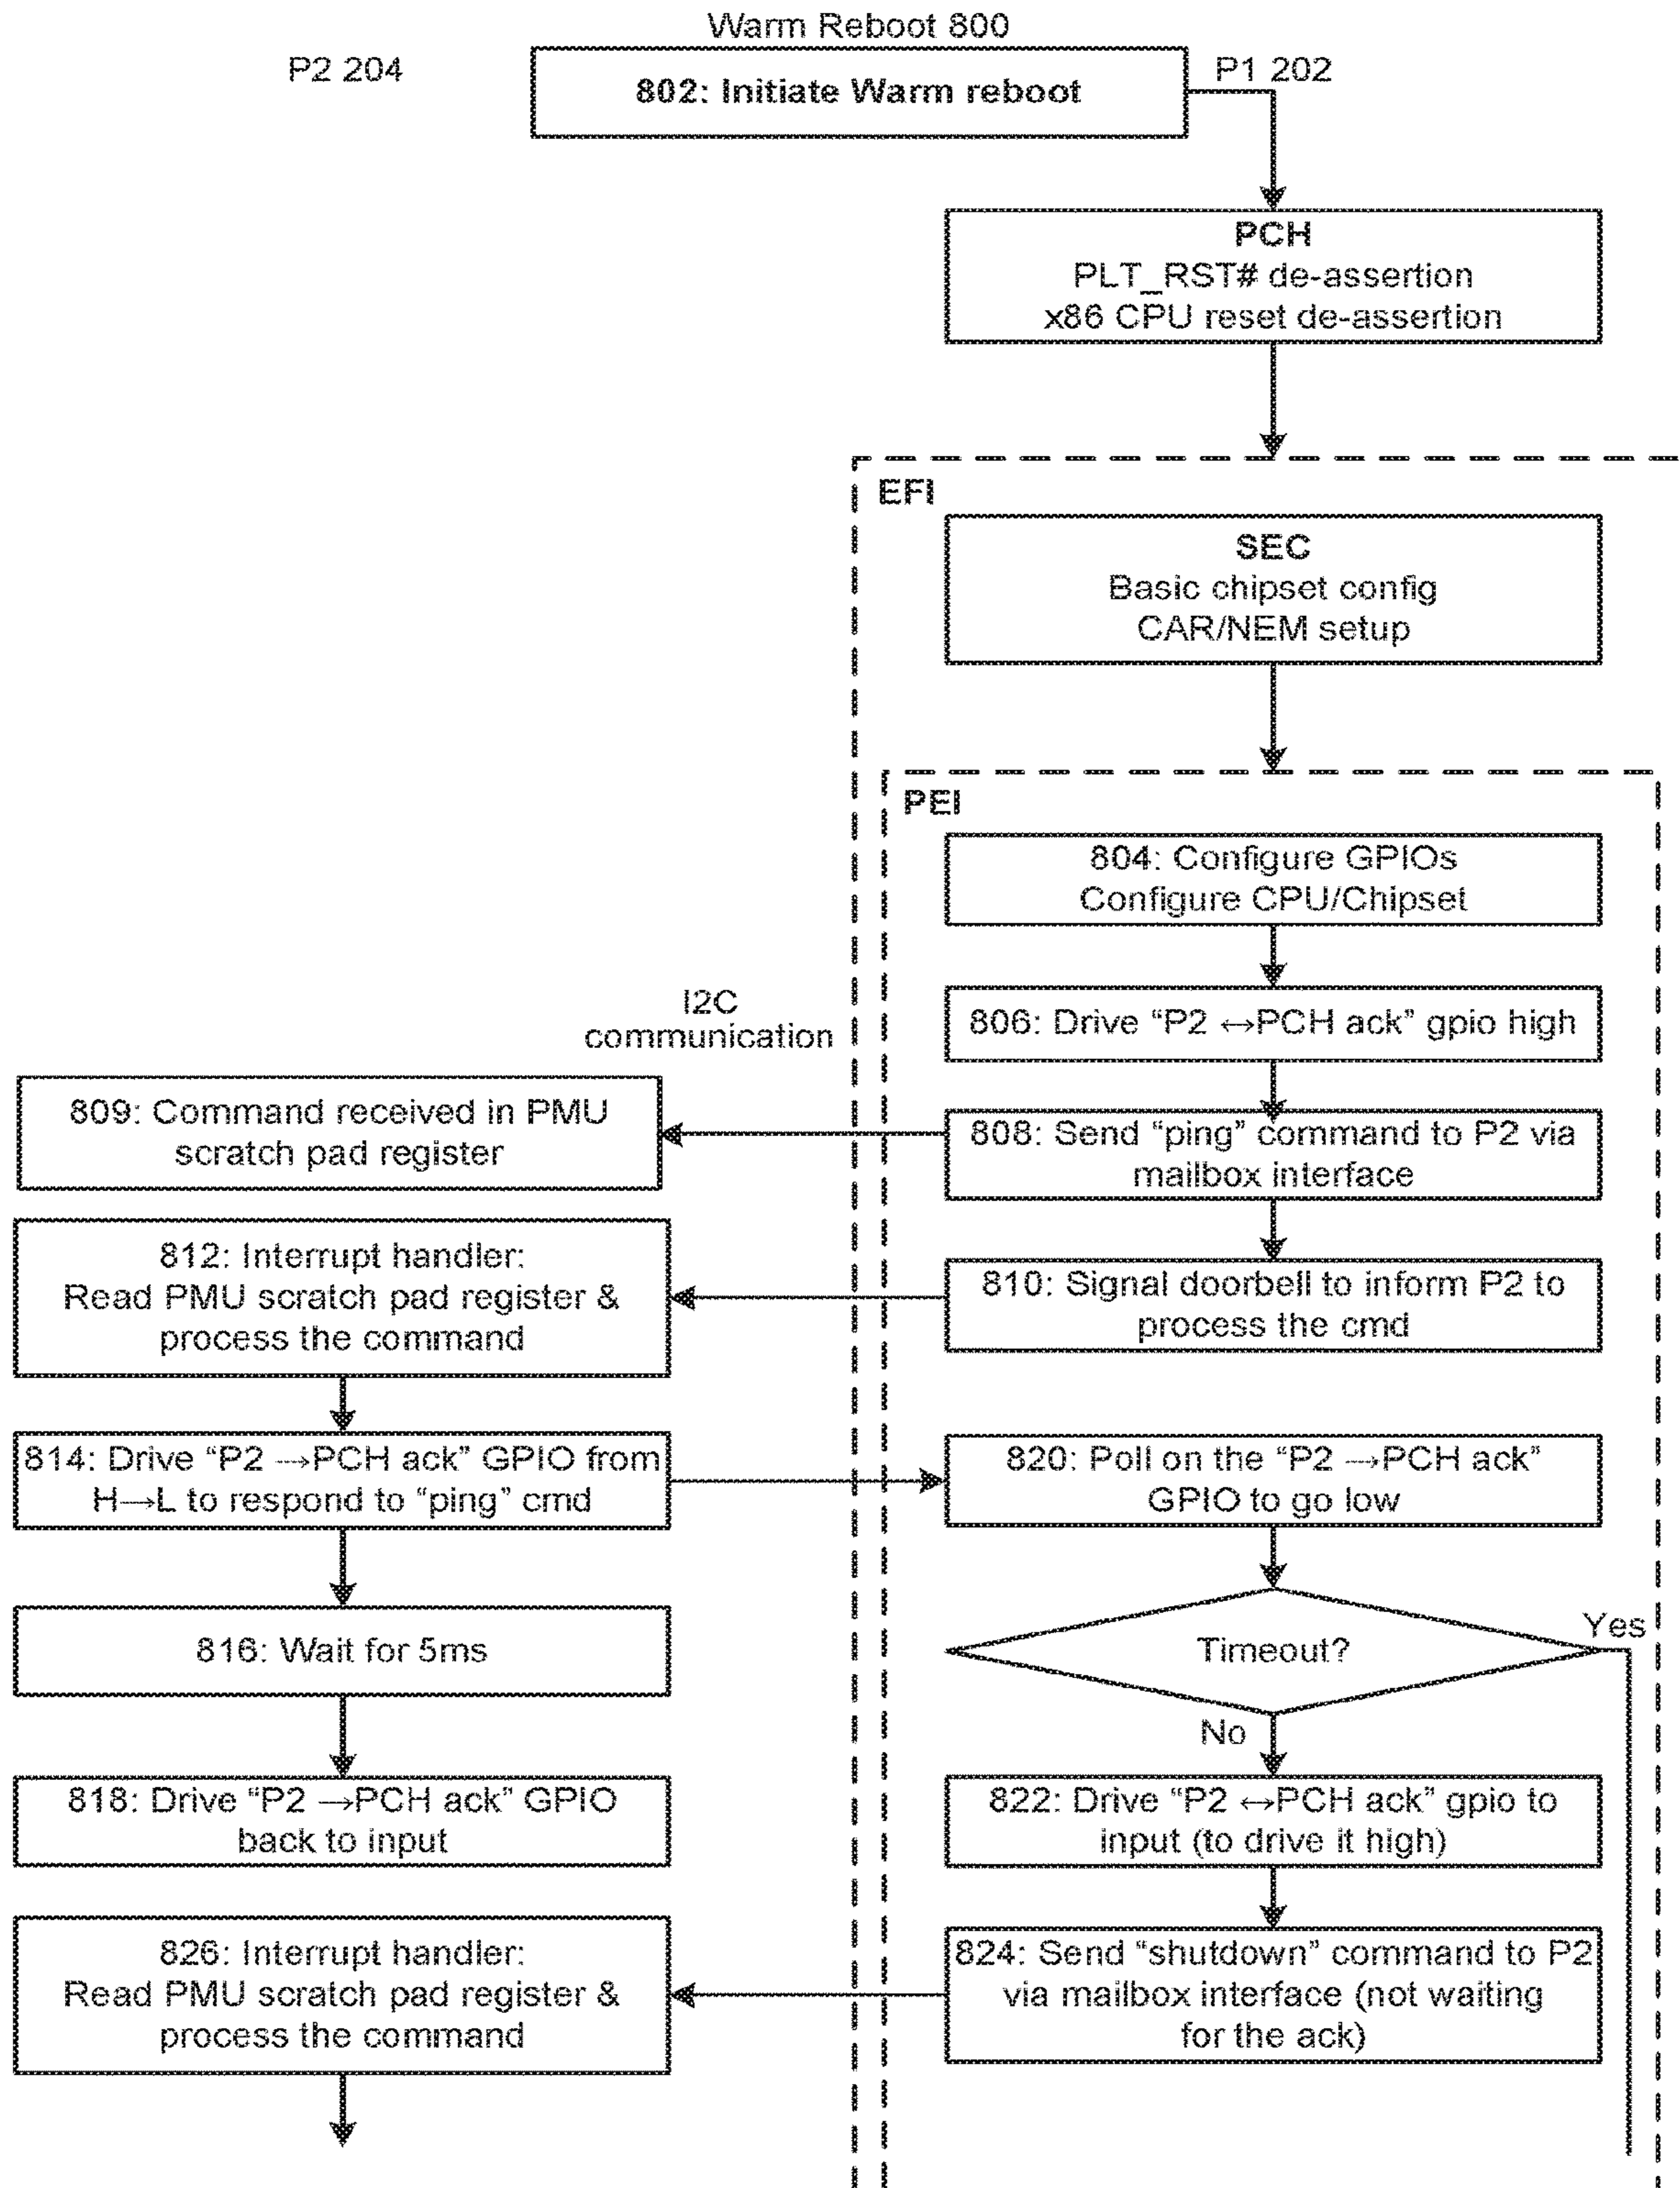 Warm Reboot 800
P2 204
802: Initiate Warm reboot
P1 202
PCH
PLT_RST# de-assertion
x86 CPU reset de-assertion
EFI
SEC
Basic chipset config
CAR/NEM setup
PEI
804: Configure GPIOs
Configure CPU/Chipset
806: Drive “P2 ↔PCH ack” gpio high
I2C
communication
809: Command received in PMU
scratch pad register
808: Send “ping” command to P2 via
mailbox interface
812: Interrupt handler:
Read PMU scratch pad register &
process the command
810: Signal doorbell to inform P2 to
process the cmd
814: Drive “P2 →PCH ack” GPIO from
H→L to respond to “ping” cmd
820: Poll on the “P2 →PCH ack”
GPIO to go low
816: Wait for 5ms
Timeout?
Yes
No
818: Drive “P2 →PCH ack” GPIO
back to input
822: Drive “P2 ↔PCH ack” gpio to
input (to drive it high)
826: Interrupt handler:
Read PMU scratch pad register &
process the command
824: Send “shutdown” command to P2
via mailbox interface (not waiting
for the ack)